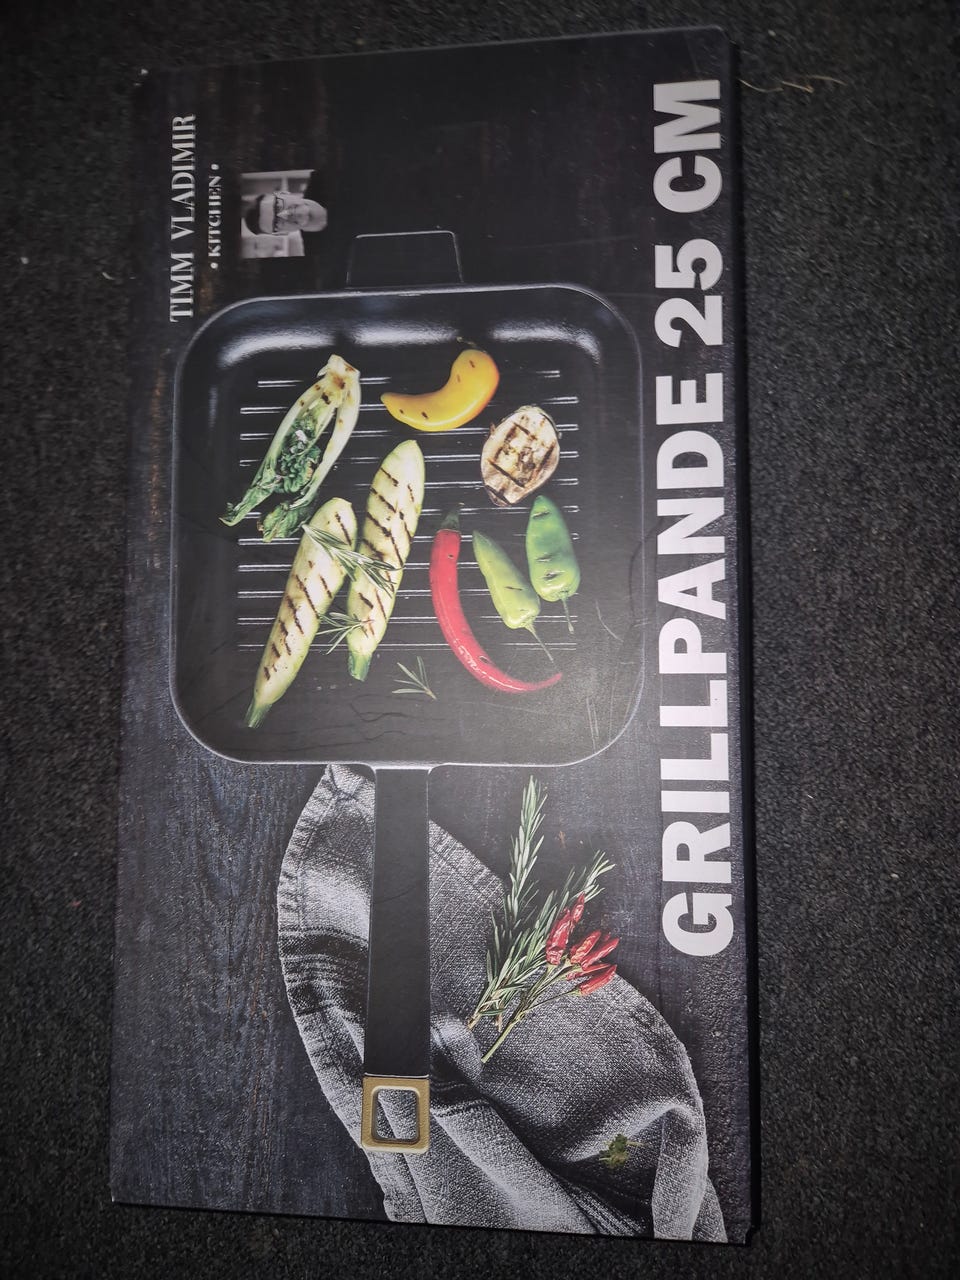 TIMM VLADIMIR
• KITCHEN •
GRILLPANDE 25 CM